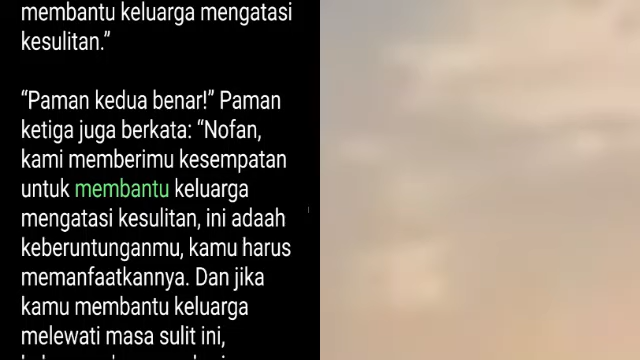 membantu keluarga mengatasi
kesulitan.”
“Paman kedua benar!” Paman
ketiga juga berkata: “Nofan,
kami memberimu kesempatan
untuk membantu keluarga
mengatasi kesulitan, ini adaah
keberuntunganmu, kamu harus
memanfaatkannya. Dan jika
kamu membantu keluarga
melewati masa sulit ini,